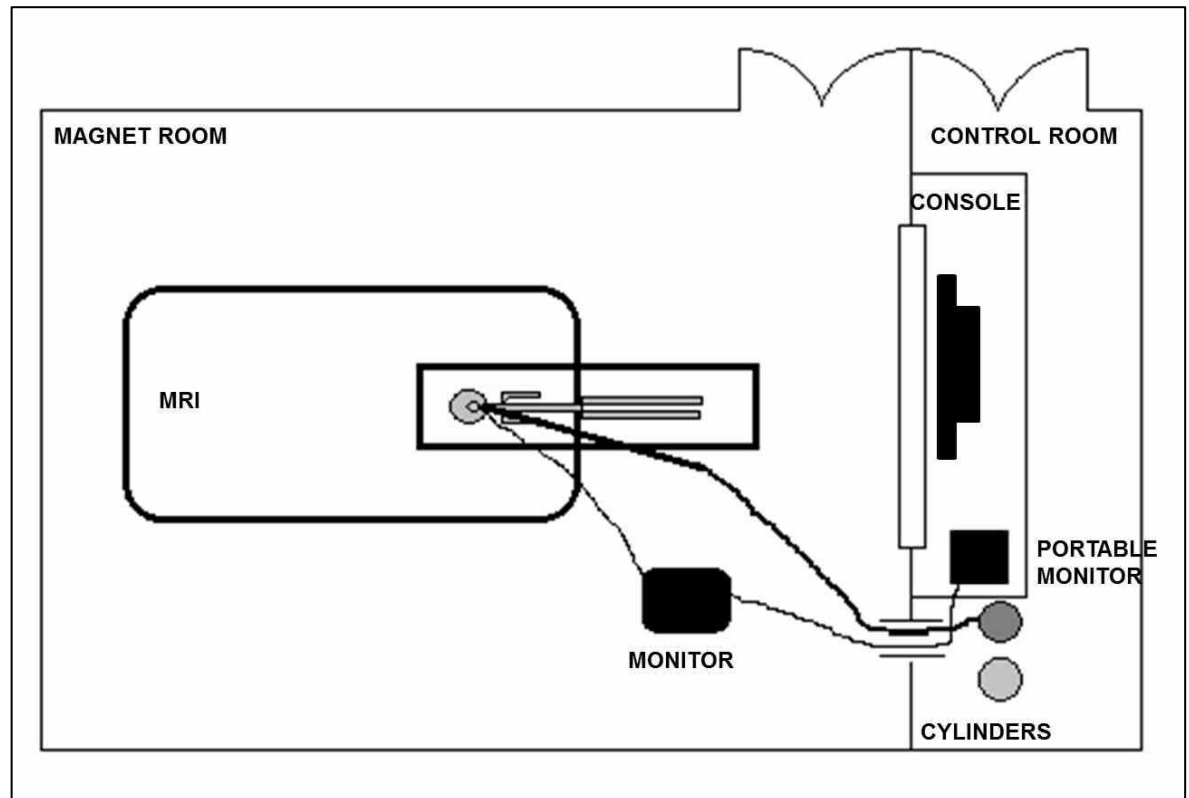 MAGNET ROOM
CONTROL ROOM
CONSOLE
MRI
PORTABLE
MONITOR
MONITOR
CYLINDERS